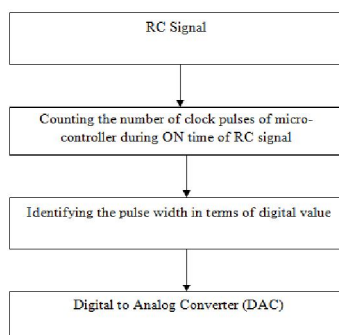 RC Signal
Counting the number of clock pulses of micro-
controller during ON time of RC signal
Identifying the pulse width in terms of digital value
Digital to Analog Converter (DAC)